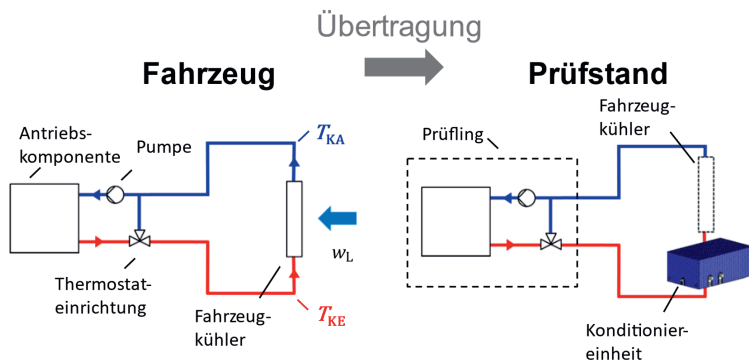 Übertragung
Fahrzeug
Prüfstand
Antriebs-
komponente
Pumpe
T_KA
w_L
Thermostat-
einrichtung
Fahrzeug-
kühler
T_KE
Prüfling
Fahrzeug-
kühler
Konditionier-
einheit